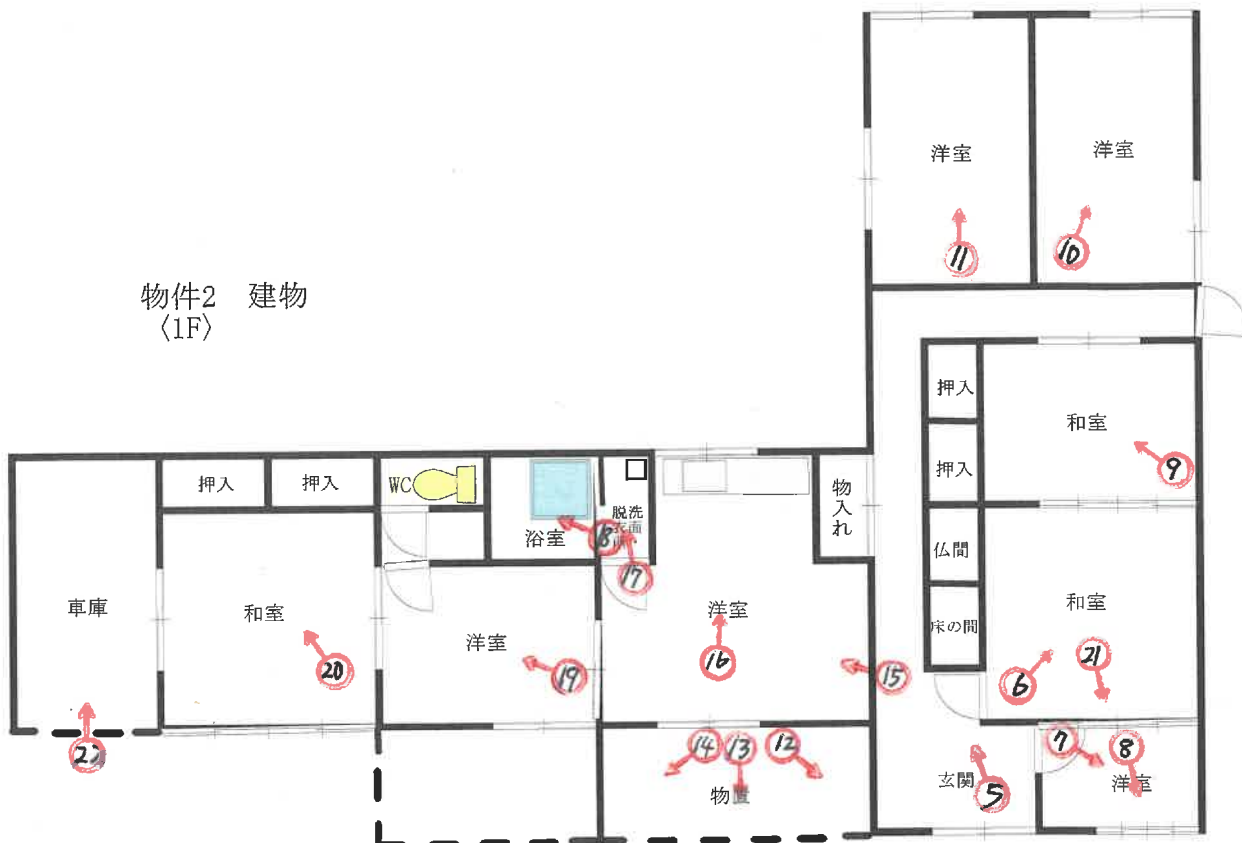 洋室
洋室
11
10
物件2 建物
〈1F〉
押入
和室
押入
9
押入
押入
WC
物入れ
脱衣
洗面
浴室
18
仏間
17
車庫
和室
洋室
床の間
和室
洋室
20
19
16
15
6
21
14
13
12
7
8
物置
玄関
5
洋室